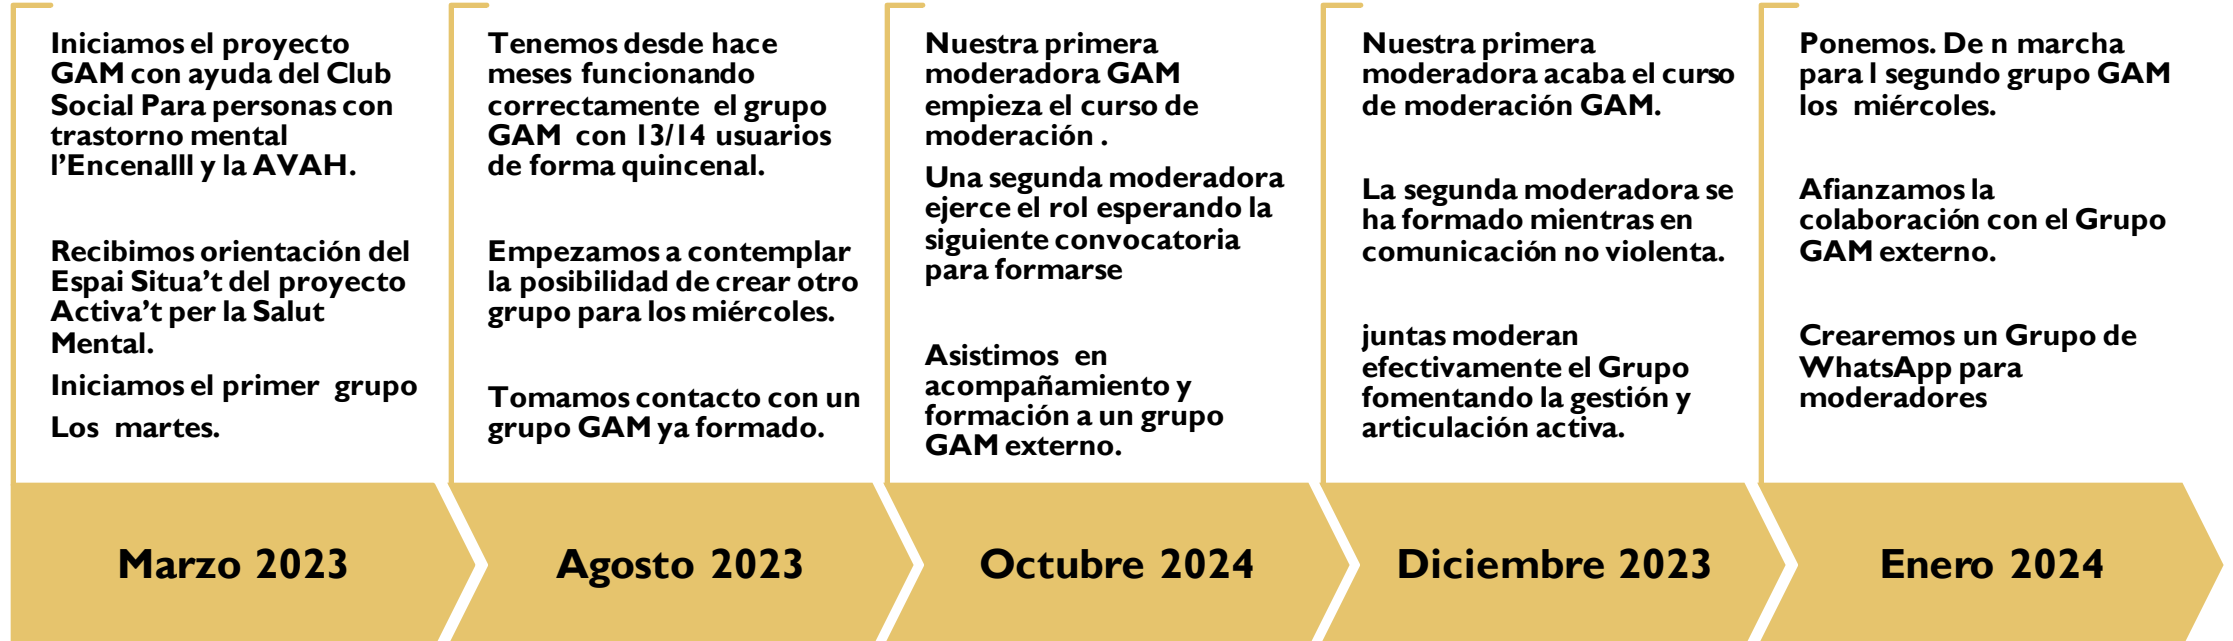 Iniciamos el proyecto
GAM con ayuda del Club
Social Para personas con
trastorno mental
l’Encenalll y la AVAH.
Recibimos orientación del
Espai Situa’t del proyecto
Activa’t per la Salut
Mental.
Iniciamos el primer grupo
Los martes.
Marzo 2023
Tenemos desde hace
meses funcionando
correctamente el grupo
GAM con 13/14 usuarios
de forma quincenal.
Empezamos a contemplar
la posibilidad de crear otro
grupo para los miércoles.
Tomamos contacto con un
grupo GAM ya formado.
Agosto 2023
Nuestra primera
moderadora GAM
empieza el curso de
moderación .
Una segunda moderadora
ejerce el rol esperando la
siguiente convocatoria
para formarse
Asistimos en
acompañamiento y
formación a un grupo
GAM externo.
Octubre 2024
Nuestra primera
moderadora acaba el curso
de moderación GAM.
La segunda moderadora se
ha formado mientras en
comunicación no violenta.
juntas moderan
efectivamente el Grupo
fomentando la gestión y
articulación activa.
Diciembre 2023
Ponemos. De n marcha
para l segundo grupo GAM
los miércoles.
Afianzamos la
colaboración con el Grupo
GAM externo.
Crearemos un Grupo de
WhatsApp para
moderadores
Enero 2024